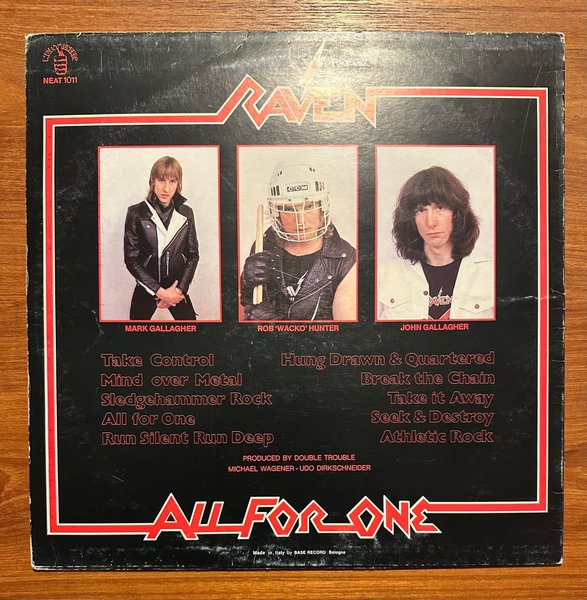 NEAT 1011
RAVEN
CCM
RAVEN
MARK GALLAGHER
ROB 'WACKO' HUNTER
JOHN GALLAGHER
Take Control
Mind over Metal
Sledgehammer Rock
All for One
Run Silent Run Deep
Hung Drawn & Quartered
Break the Chain
Take it Away
Seek & Destroy
Athletic Rock
PRODUCED BY DOUBLE TROUBLE
MICHAEL WAGENER - UDO DIRKSCHNEIDER
ALL FOR ONE
Made in Italy by BASE RECORD Bologna